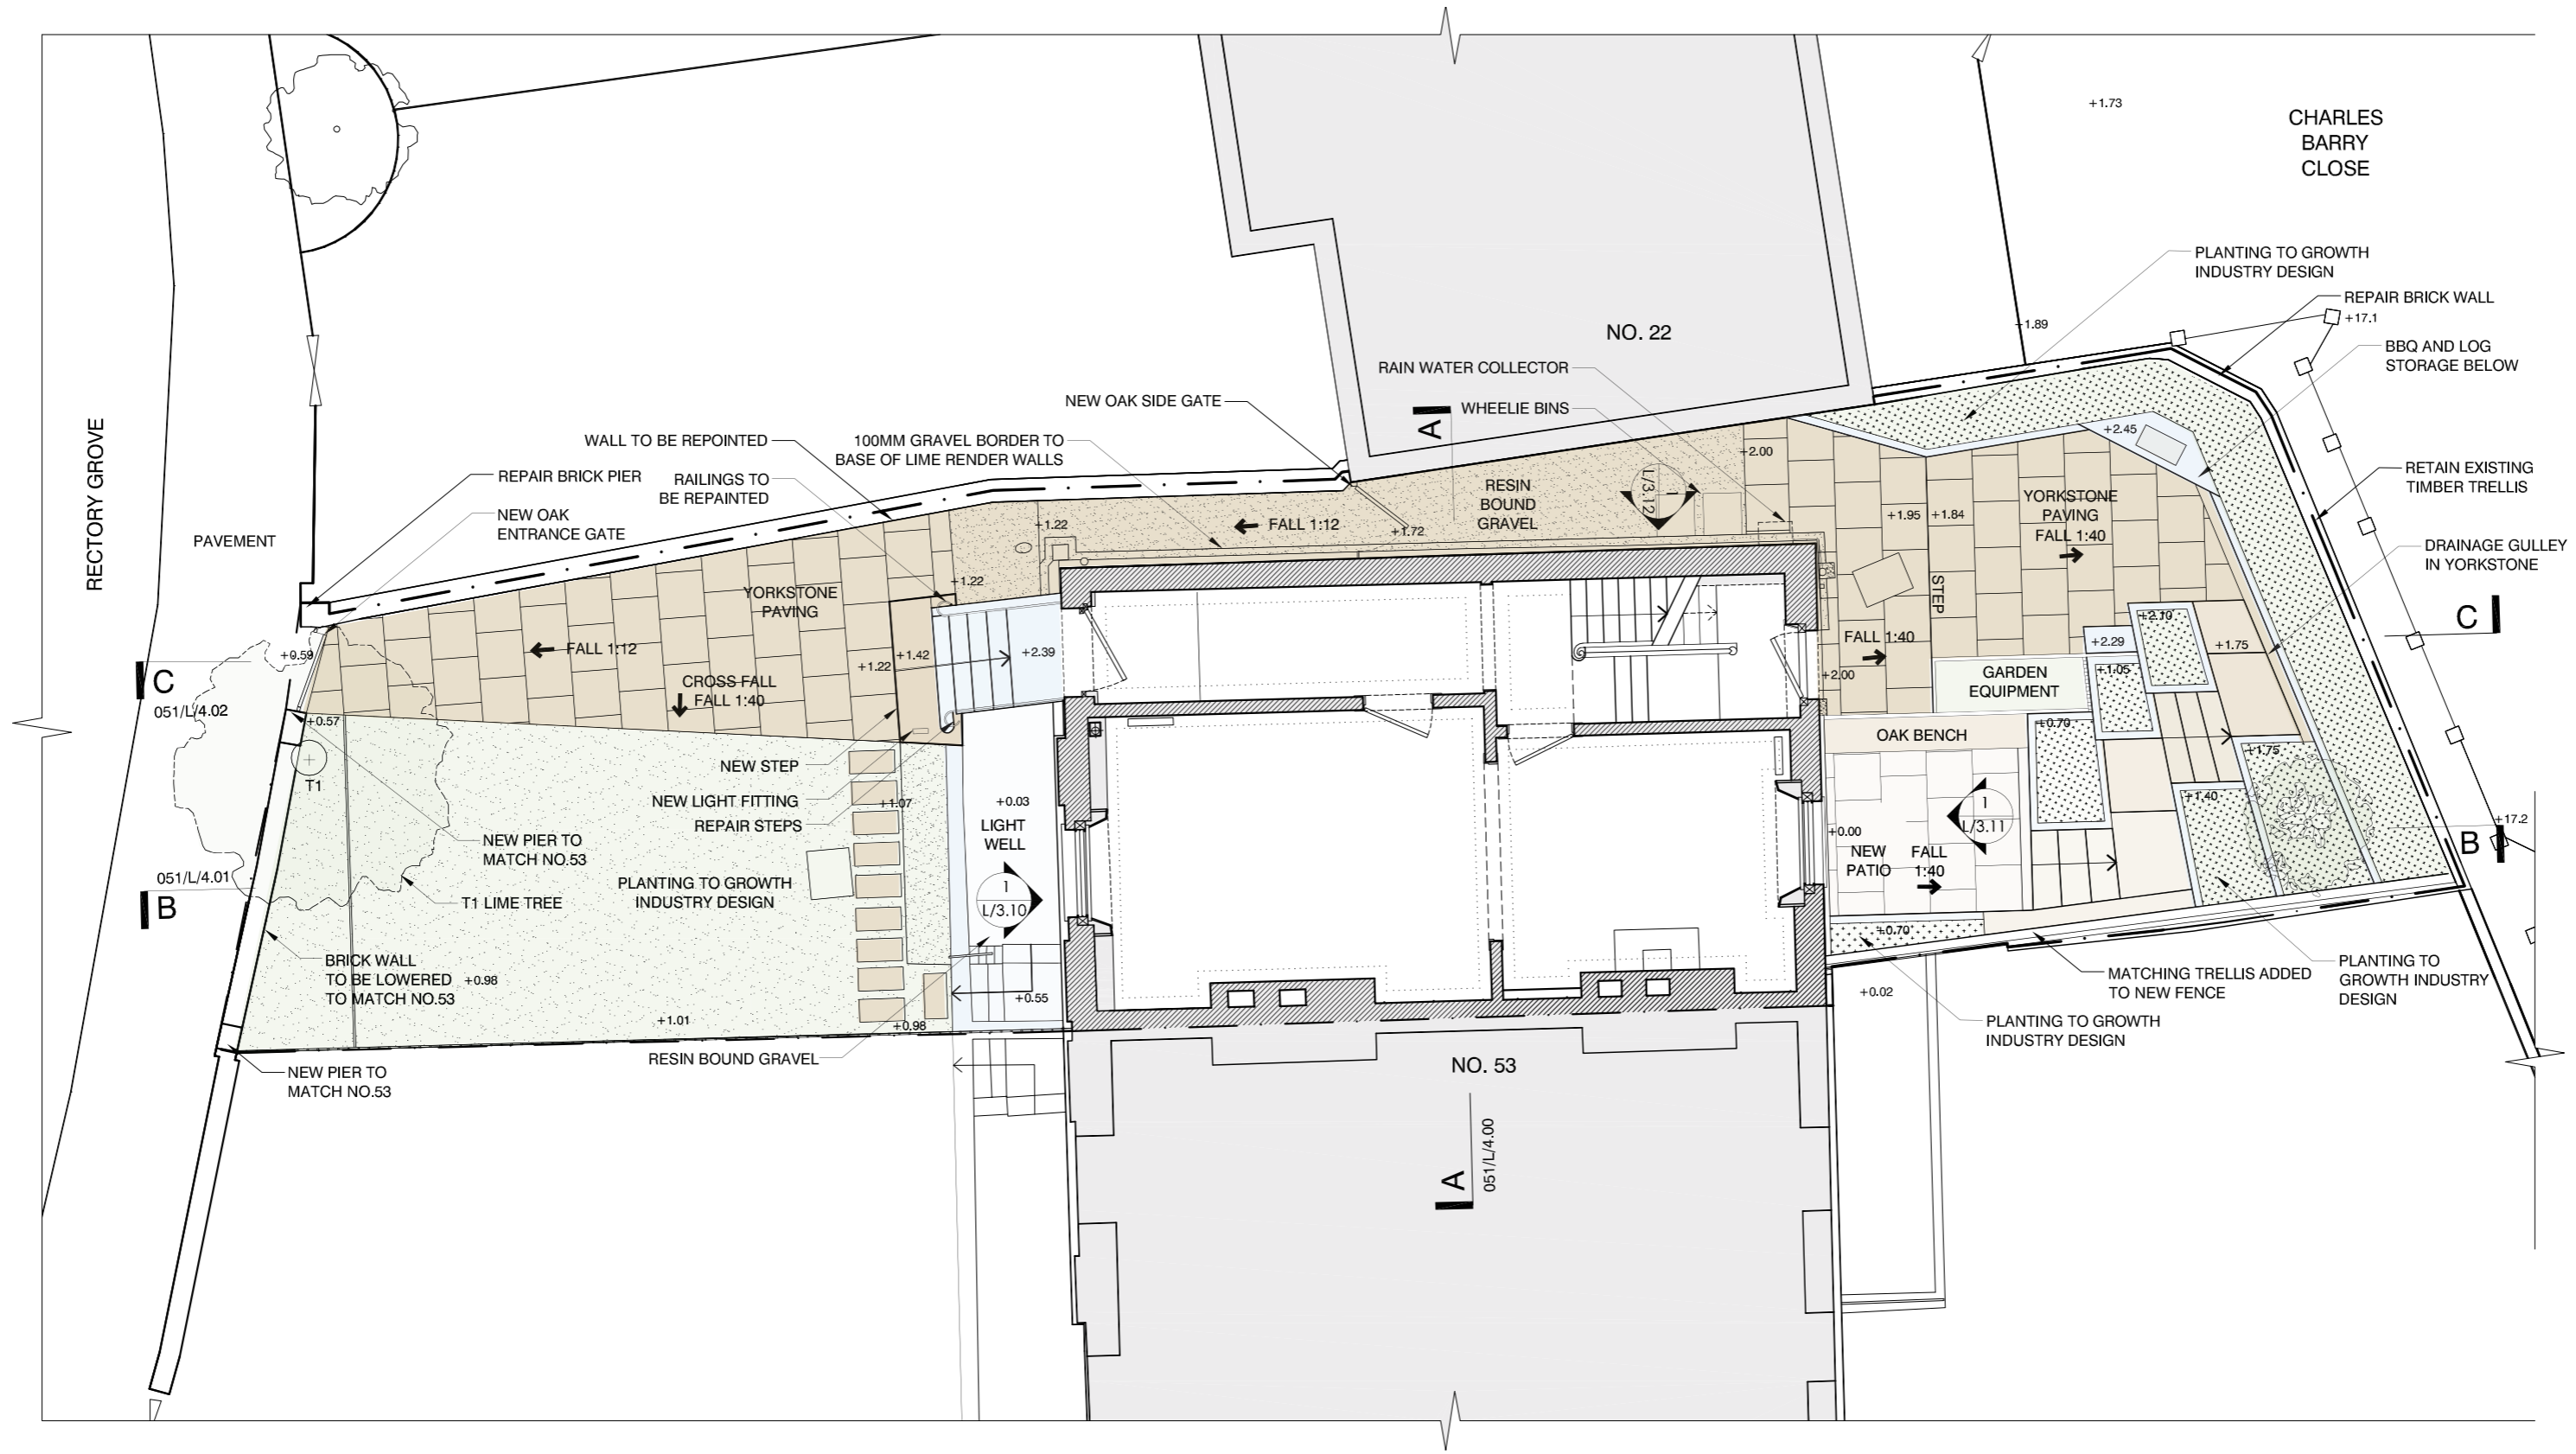 +1.73
CHARLES
BARRY
CLOSE
PLANTING TO GROWTH
INDUSTRY DESIGN
REPAIR BRICK WALL
+17.1
+1.89
NO. 22
BBQ AND LOG
STORAGE BELOW
RAIN WATER COLLECTOR
WHEELIE BINS
NEW OAK SIDE GATE
A
+2.45
WALL TO BE REPOINTED
100MM GRAVEL BORDER TO
BASE OF LIME RENDER WALLS
+2.00
RETAIN EXISTING
TIMBER TRELLIS
REPAIR BRICK PIER
RAILINGS TO
BE REPAINTED
RESIN
BOUND
GRAVEL
1
L/3.12
YORKSTONE
PAVING
FALL 1:40
RECTORY GROVE
NEW OAK
ENTRANCE GATE
+1.22
FALL 1:12
+1.72
+1.95
+1.84
PAVEMENT
DRAINAGE GULLEY
IN YORKSTONE
+1.22
YORKSTONE
PAVING
STEP
C
+2.10
+0.59
FALL 1:12
+1.22
+1.42
+2.39
FALL 1:40
+2.29
+1.75
C
051/L/4.02
CROSS FALL
FALL 1:40
+2.00
GARDEN
EQUIPMENT
+1.05
+0.57
OAK BENCH
+0.70
+1.75
T1
NEW STEP
NEW LIGHT FITTING
+1.07
+0.03
REPAIR STEPS
LIGHT
WELL
+1.40
1
L/3.11
+17.2
B
+0.00
NEW PIER TO
MATCH NO.53
NEW
PATIO
FALL
1:40
051/L/4.01
B
PLANTING TO GROWTH
INDUSTRY DESIGN
1
L/3.10
T1 LIME TREE
+0.70
BRICK WALL
TO BE LOWERED
TO MATCH NO.53
+0.98
+0.55
+0.02
MATCHING TRELLIS ADDED
TO NEW FENCE
PLANTING TO
GROWTH INDUSTRY
DESIGN
+1.01
+0.98
PLANTING TO GROWTH
INDUSTRY DESIGN
RESIN BOUND GRAVEL
NEW PIER TO
MATCH NO.53
NO. 53
051/L/4.00
A